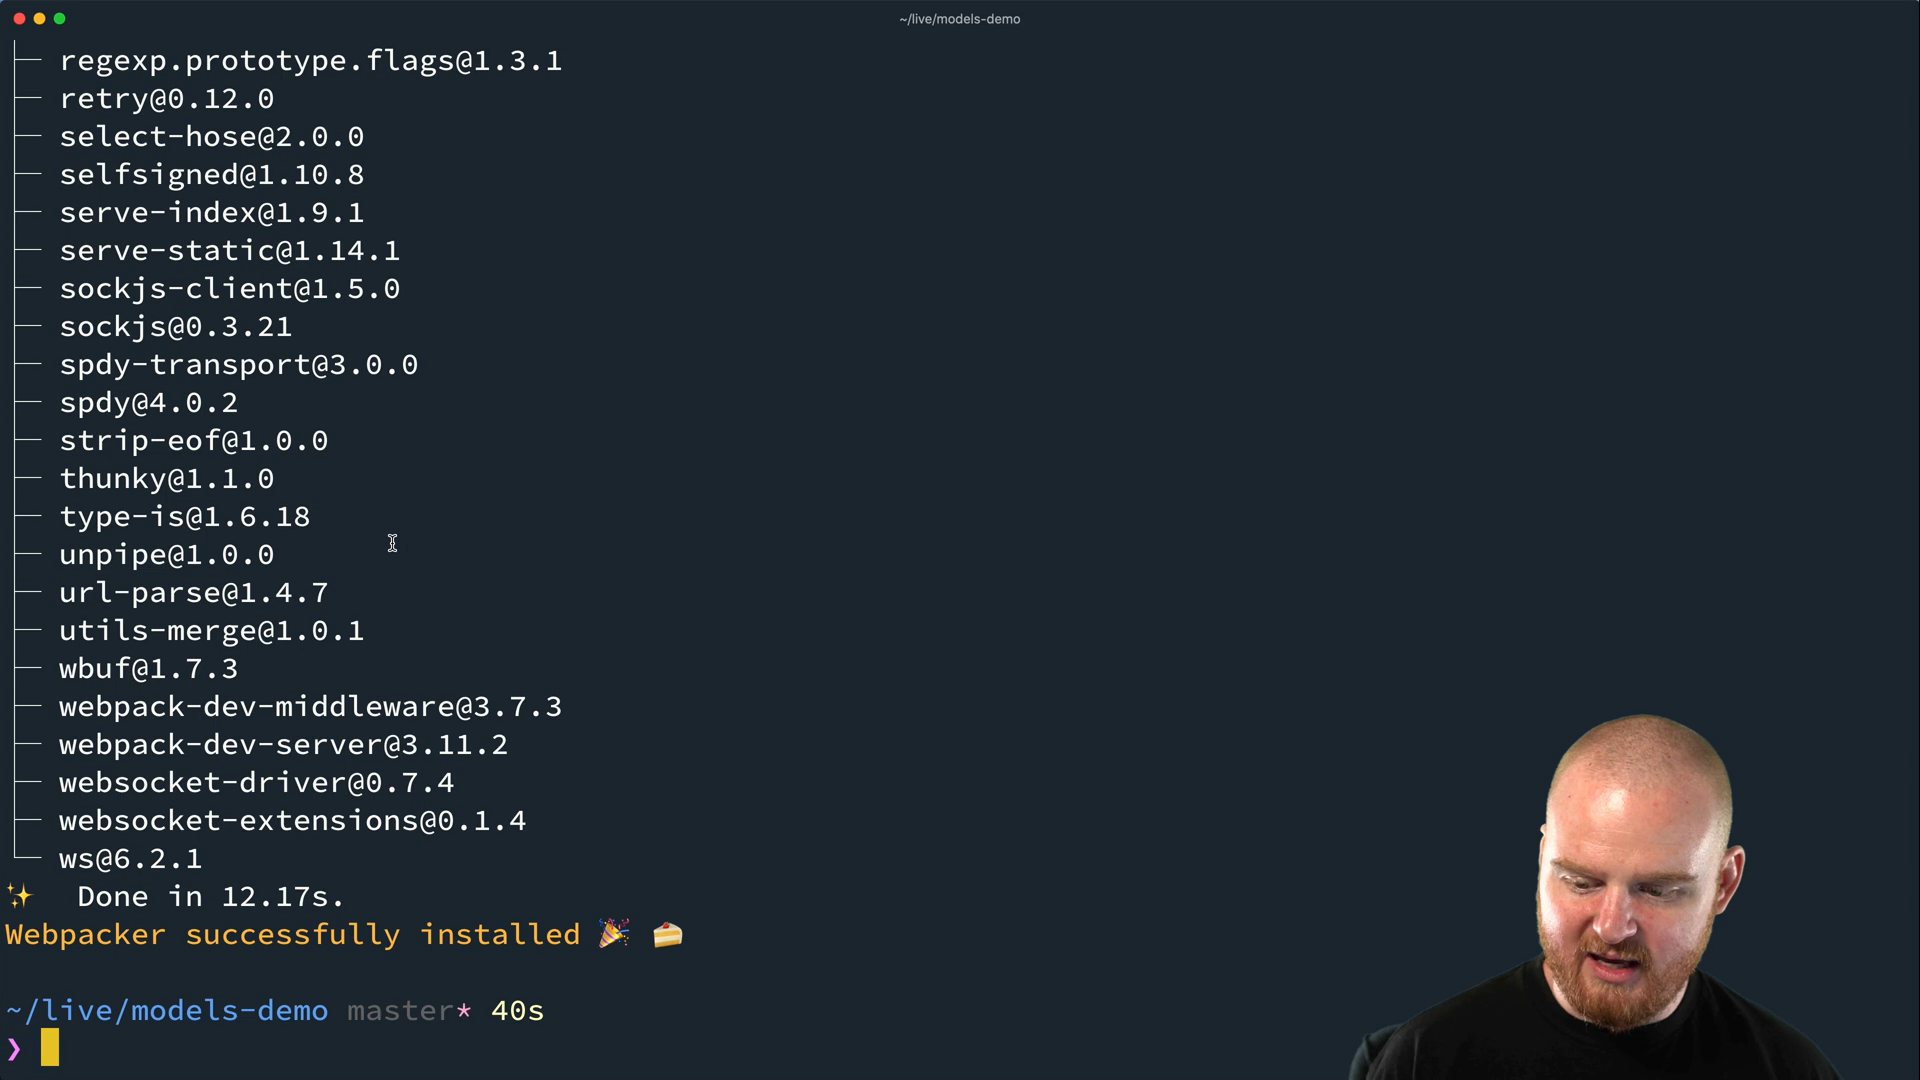 ~/live/models-demo
├─ regexp.prototype.flags@1.3.1
├─ retry@0.12.0
├─ select-hose@2.0.0
├─ selfsigned@1.10.8
├─ serve-index@1.9.1
├─ serve-static@1.14.1
├─ sockjs-client@1.5.0
├─ sockjs@0.3.21
├─ spdy-transport@3.0.0
├─ spdy@4.0.2
├─ strip-eof@1.0.0
├─ thunky@1.1.0
├─ type-is@1.6.18
├─ unpipe@1.0.0
├─ url-parse@1.4.7
├─ utils-merge@1.0.1
├─ wbuf@1.7.3
├─ webpack-dev-middleware@3.7.3
├─ webpack-dev-server@3.11.2
├─ websocket-driver@0.7.4
├─ websocket-extensions@0.1.4
└─ ws@6.2.1
✨ Done in 12.17s.
Webpacker successfully installed 🎉 🍰
~/live/models-demo master* 40s
❯